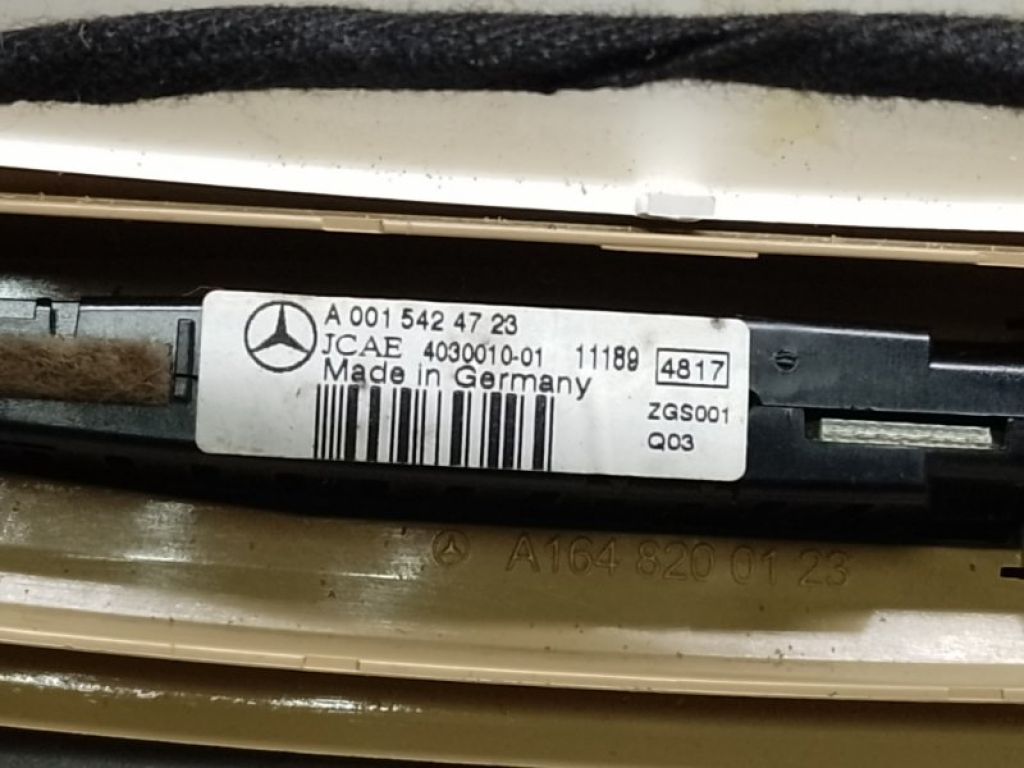 A 001 542 47 23
JCAE 4030010-01 11189 4817
Made in Germany
ZGS001
Q03
A164 820 01 23